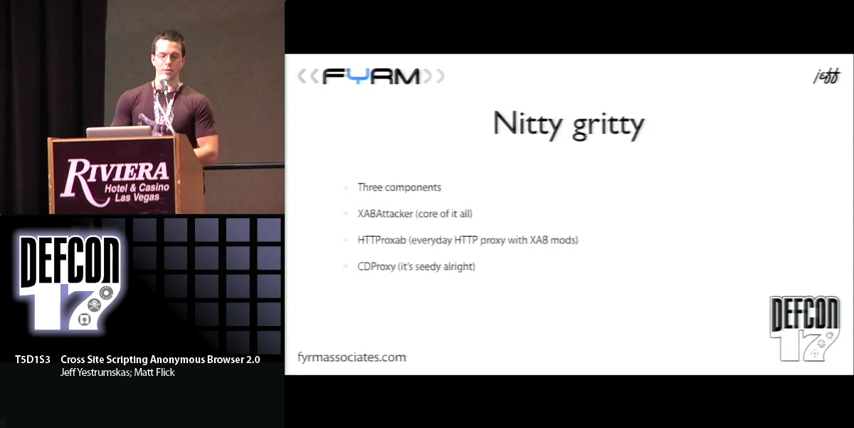 RIVIERA
Hotel & Casino
Las Vegas
DEFCON
17
T5D1S3 Cross Site Scripting Anonymous Browser 2.0
Jeff Yestrumskas; Matt Flick
((FYRM))
jeff
Nitty gritty
Three components
XABAttacker (core of it all)
HTTProxab (everyday HTTP proxy with XAB mods)
CDProxy (it's seedy alright)
DEFCON
17
fyrmassociates.com